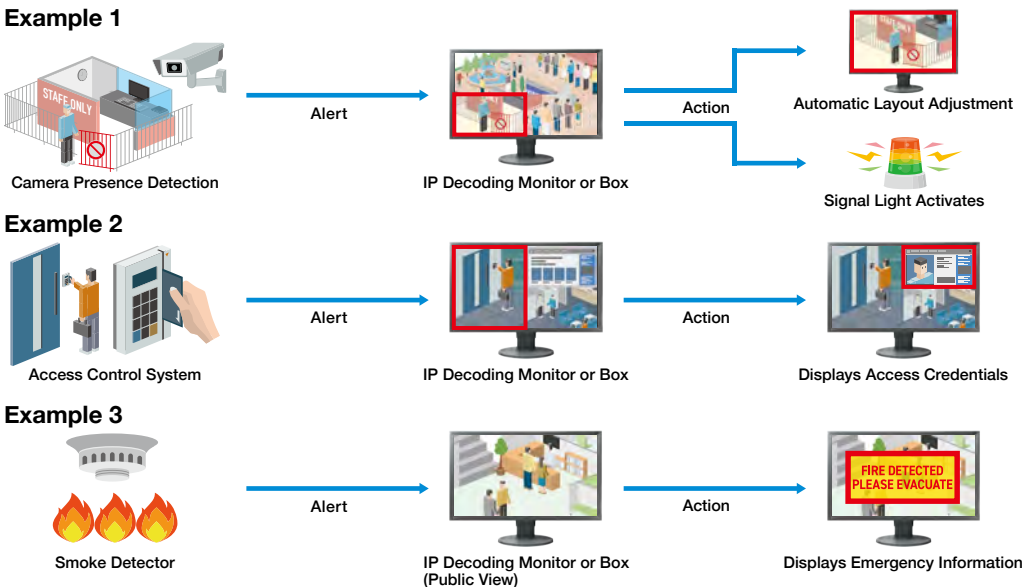 Example 1
STAFF ONLY
Alert
Action
Automatic Layout Adjustment
Camera Presence Detection
IP Decoding Monitor or Box
Signal Light Activates
Example 2
Alert
Action
Access Control System
IP Decoding Monitor or Box
Displays Access Credentials
Example 3
FIRE DETECTED
PLEASE EVACUATE
Alert
Action
Smoke Detector
IP Decoding Monitor or Box
(Public View)
Displays Emergency Information